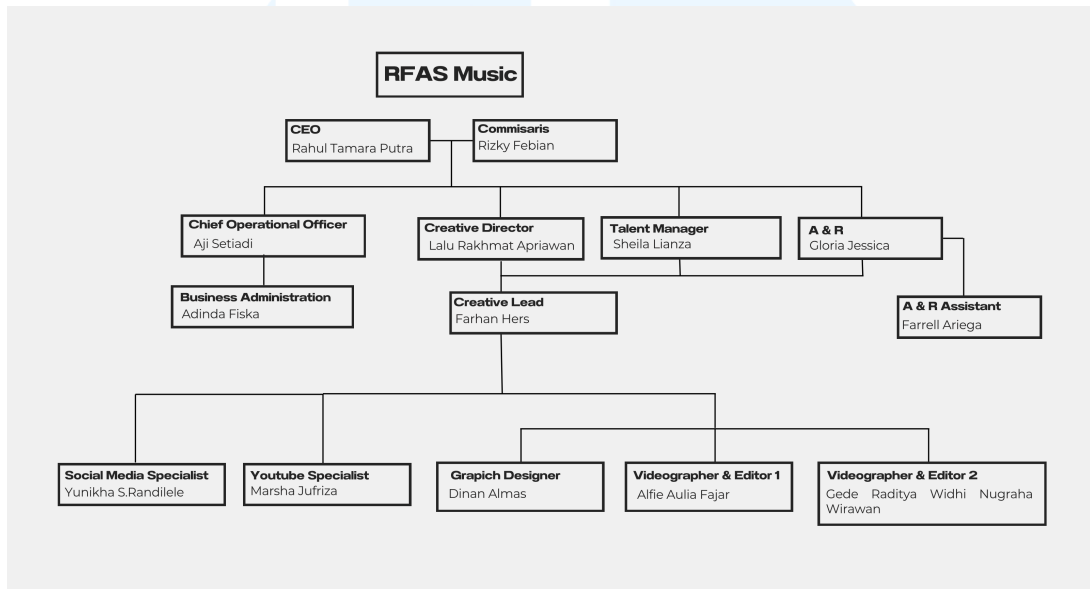 RFAS Music
CEO
Rahul Tamara Putra
Commisaris
Rizky Febian
Chief Operational Officer
Aji Setiadi
Creative Director
Lalu Rakhmat Apriawan
Talent Manager
Sheila Lianza
A & R
Gloria Jessica
Business Administration
Adinda Fiska
Creative Lead
Farhan Hers
A & R Assistant
Farrell Ariega
Social Media Specialist
Yunikha S.Randilele
Youtube Specialist
Marsha Jufriza
Grapich Designer
Dinan Almas
Videographer & Editor 1
Alfie Aulia Fajar
Videographer & Editor 2
Gede Raditya Widhi Nugraha
Wirawan